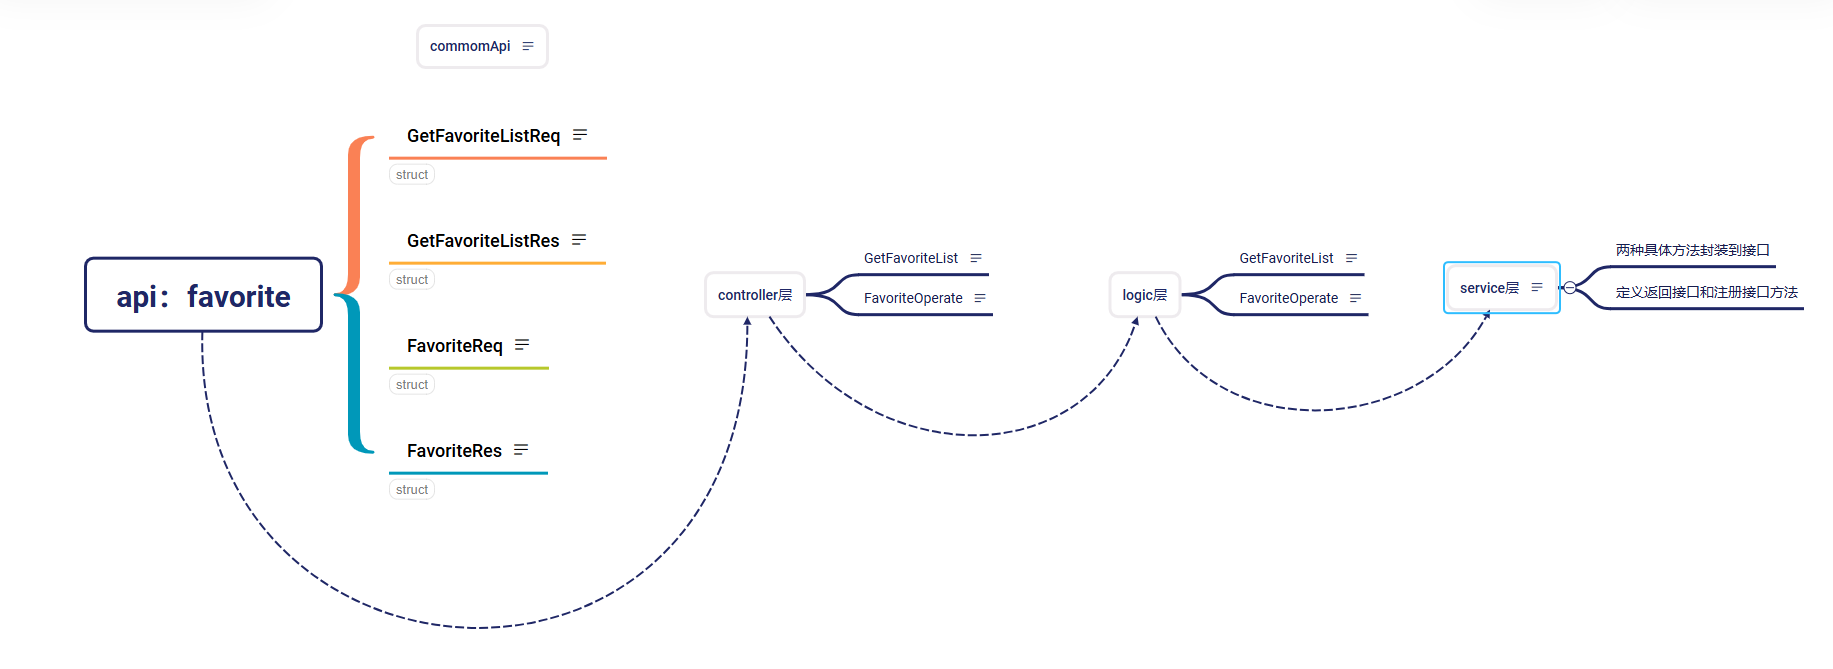 commomApi
api：favorite
GetFavoriteListReq
struct
GetFavoriteListRes
struct
FavoriteReq
struct
FavoriteRes
struct
controller层
GetFavoriteList
FavoriteOperate
logic层
GetFavoriteList
FavoriteOperate
service层
两种具体方法封装到接口
定义返回接口和注册接口方法